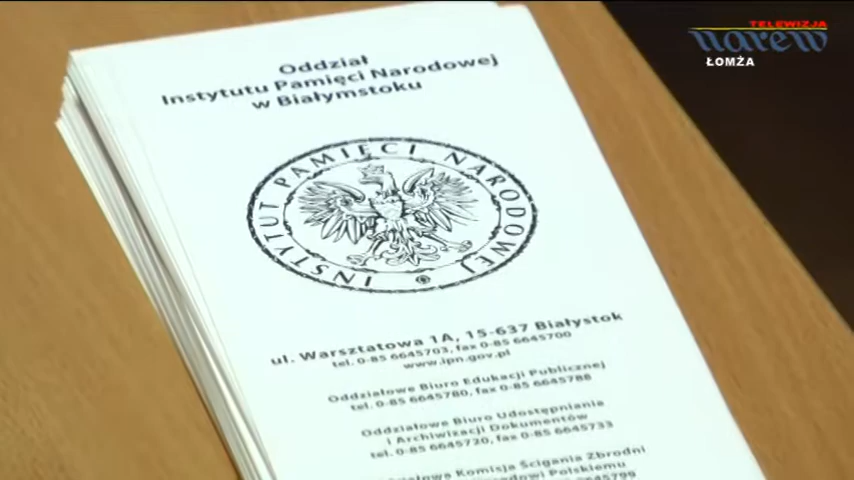 TELEWIZJA
narew
ŁOMŻA
Oddział
Instytutu Pamięci Narodowej
w Białymstoku
INSTYTUT PAMIĘCI NARODOWEJ
ul. Warsztatowa 1A, 15-637 Białystok
tel. 0-85 6645703, fax 0-85 6645700
www.ipn.gov.pl
Oddziałowe Biuro Edukacji Publicznej
tel. 0-85 6645780, fax 0-85 6645788
Oddziałowe Biuro Udostępniania
i Archiwizacji Dokumentów
tel. 0-85 6645720, fax 0-85 6645733
Komisja Ścigania Zbrodni
Polskiemu
6645799